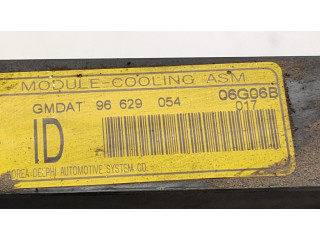 MODULE-COOLING ASM
GMDAT 96 629 054 06G06B
017
ID
KOREA DELPHI AUTOMOTIVE SYSTEM CO.